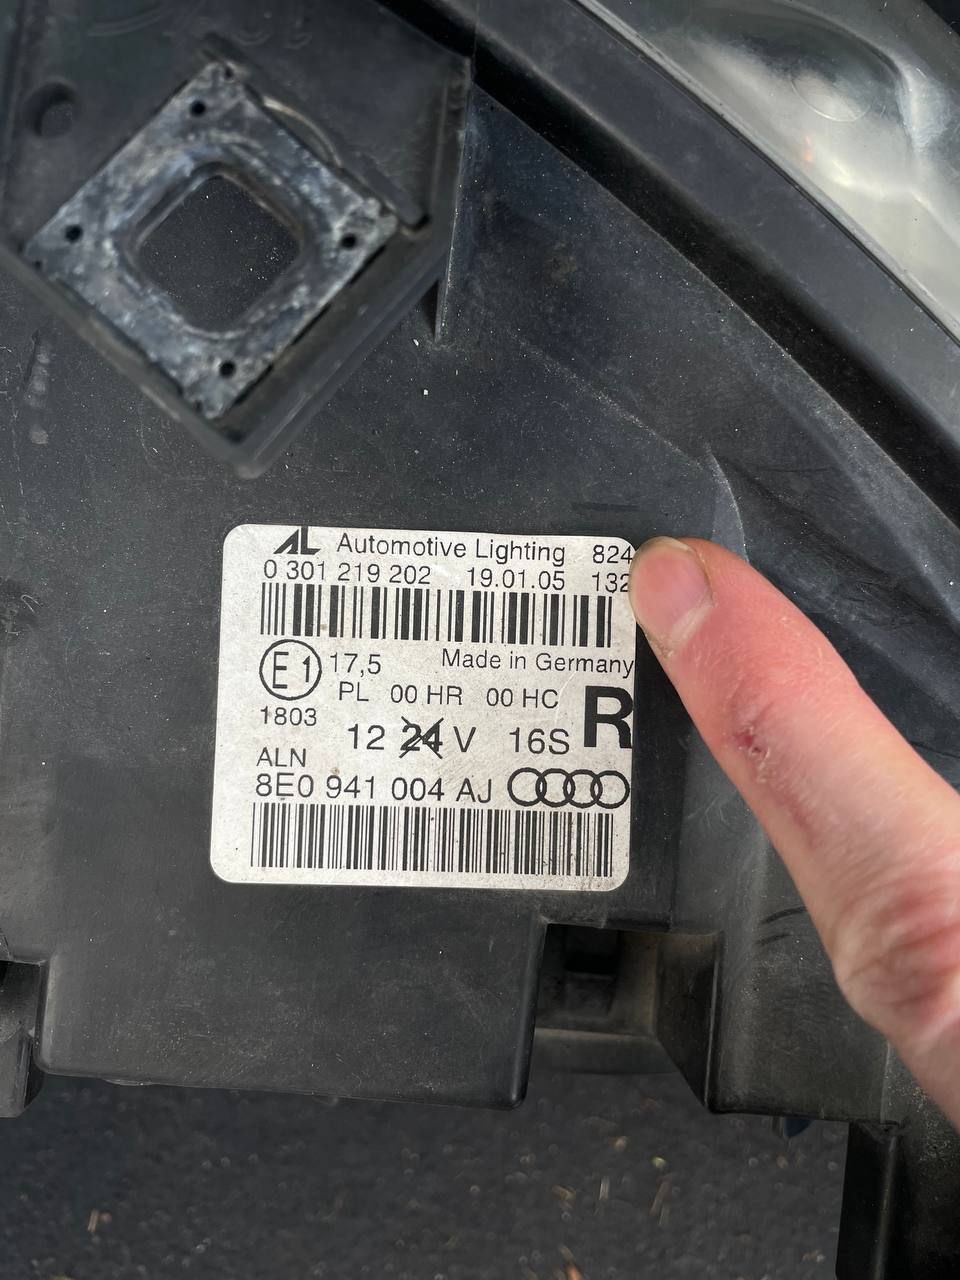 AL Automotive Lighting 824
0 301 219 202 19.01.05 132
E1 17,5 Made in Germany
PL 00 HR 00 HC R
1803
12 24 V 16S
ALN
8E0 941 004 AJ